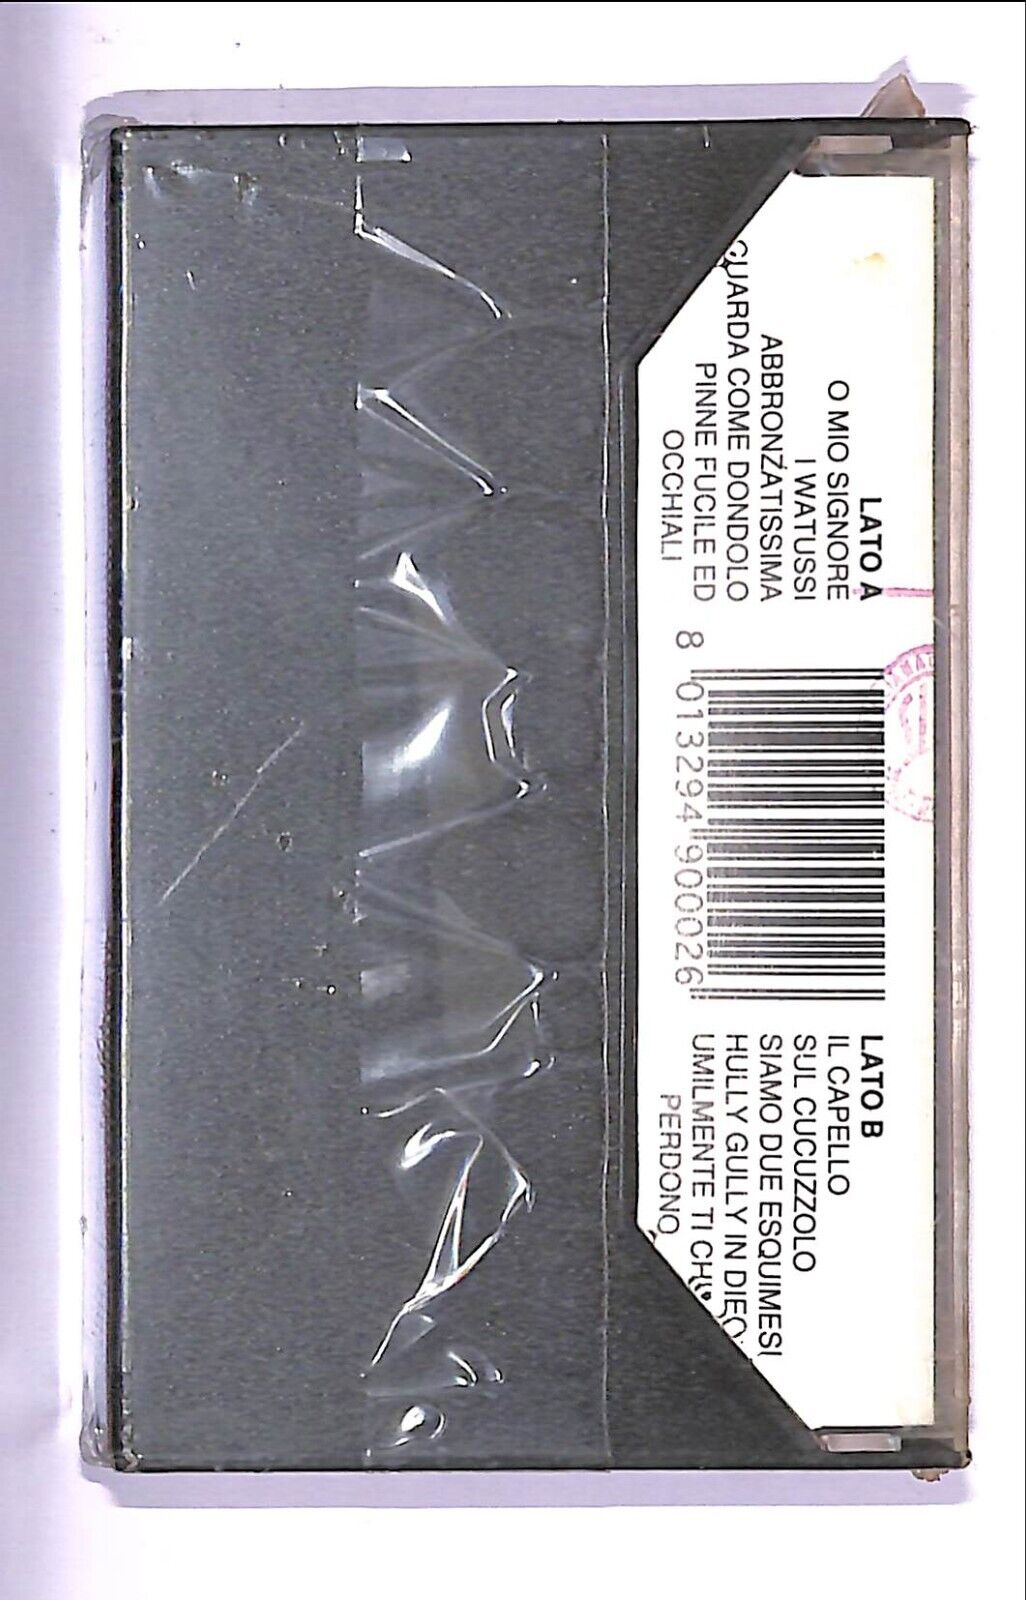 LATO A
O MIO SIGNORE
I WATUSSI
ABBRONZATISSIMA
GUARDA COME DONDOLO
PINNE FUCILE ED
OCCHIALI
8 013294 900026
LATO B
IL CAPELLO
SUL CUCUZZOLO
SIAMO DUE ESQUIMESI
HULLY GULLY IN DIECI
UMILMENTE TI CHIEDO
PERDONO